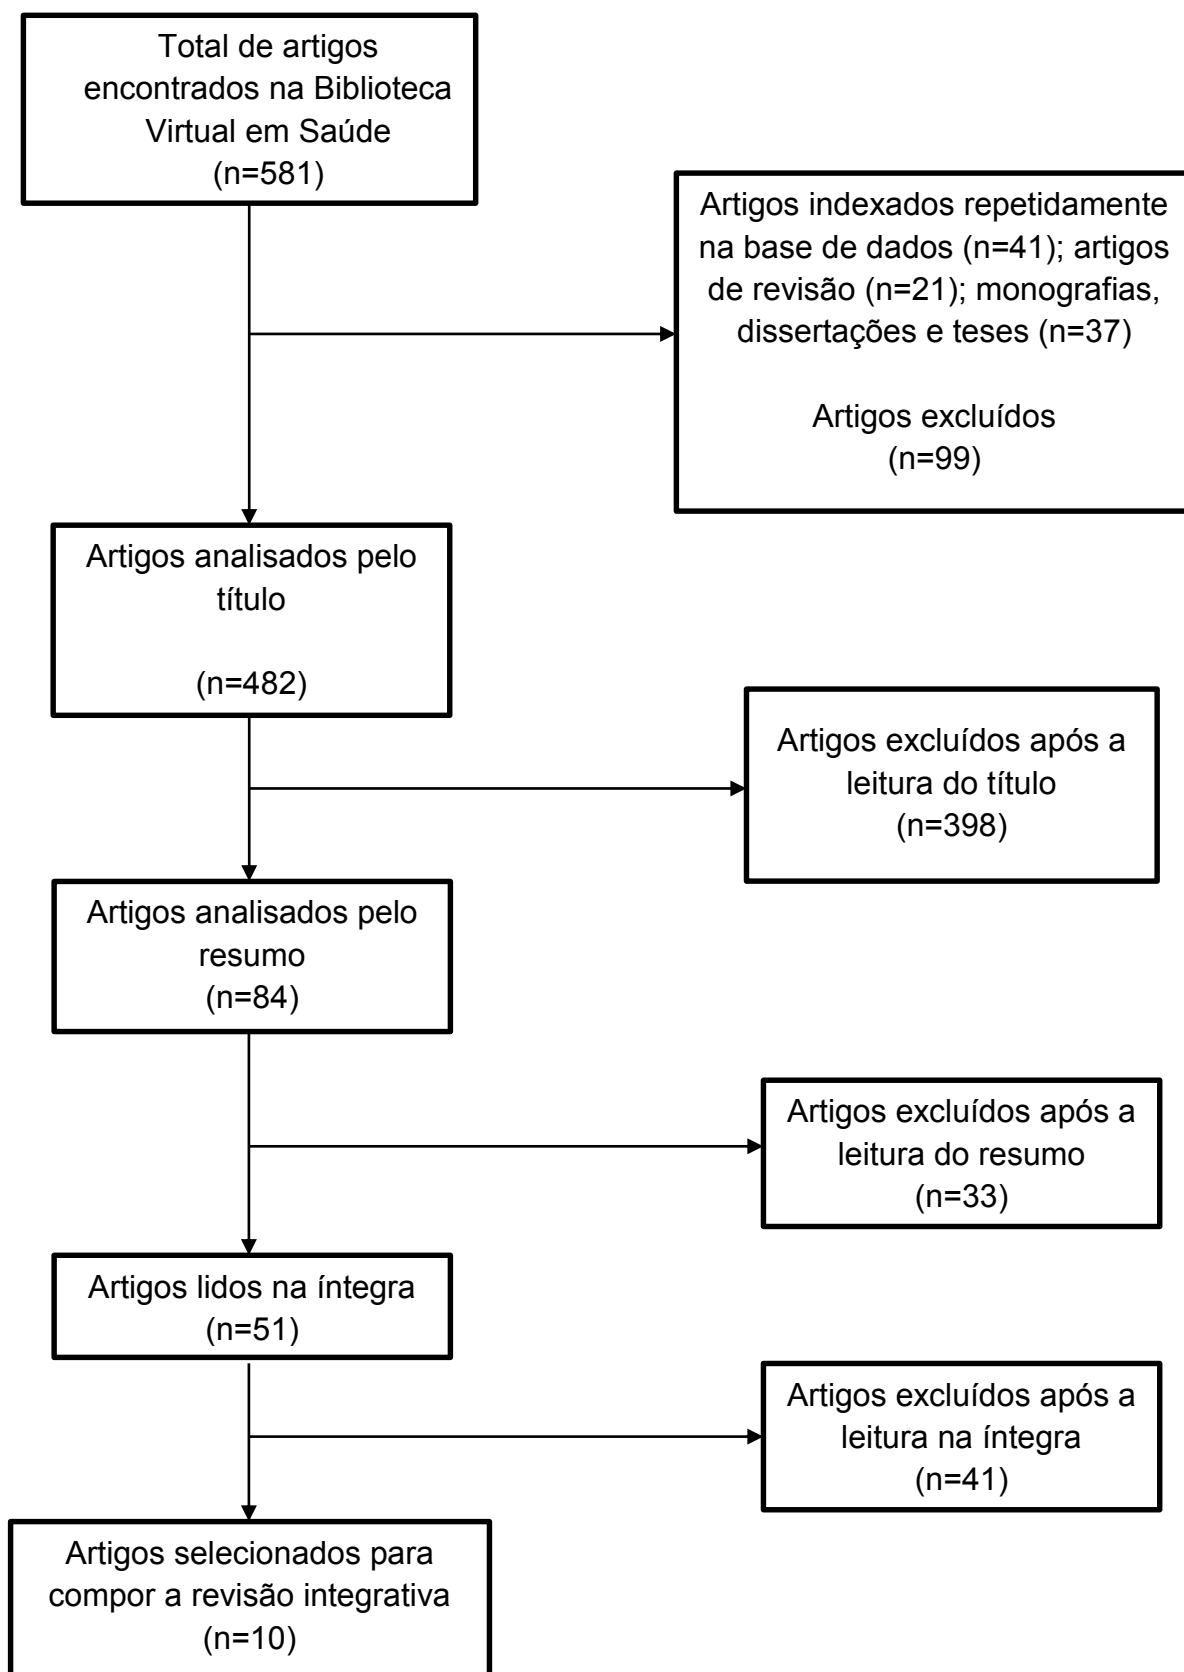 Total de artigos
encontrados na Biblioteca
Virtual em Saúde
(n=581)
Artigos indexados repetidamente
na base de dados (n=41); artigos
de revisão (n=21); monografias,
dissertações e teses (n=37)
Artigos excluídos
(n=99)
Artigos analisados pelo
título
(n=482)
Artigos excluídos após a
leitura do título
(n=398)
Artigos analisados pelo
resumo
(n=84)
Artigos excluídos após a
leitura do resumo
(n=33)
Artigos lidos na íntegra
(n=51)
Artigos excluídos após a
leitura na íntegra
(n=41)
Artigos selecionados para
compor a revisão integrativa
(n=10)